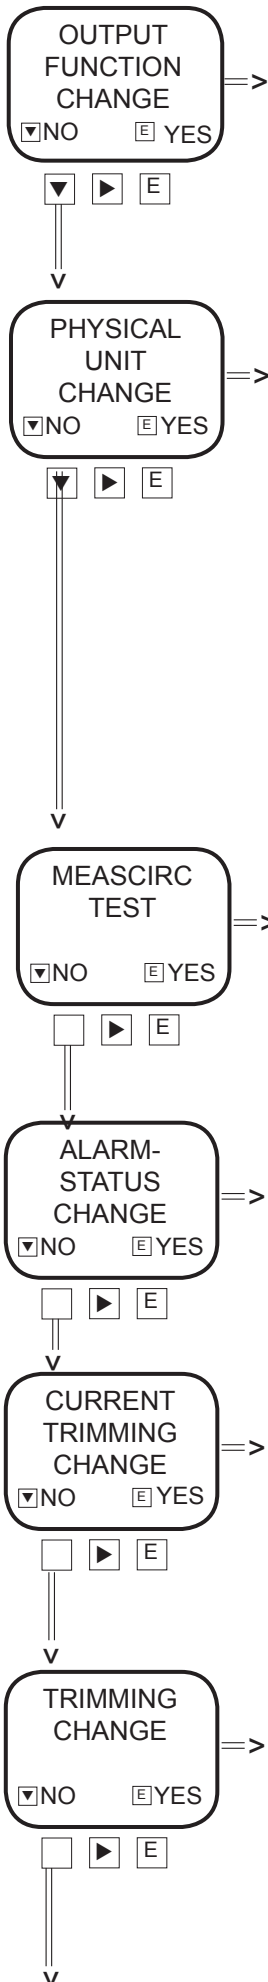 OUTPUT
FUNCTION
CHANGE
▼NO E YES
▼ ▶ E
PHYSICAL
UNIT
CHANGE
▼NO E YES
▼ ▶ E
MEASCIRC
TEST
▼NO E YES
▶ E
ALARM-
STATUS
CHANGE
▼NO E YES
▶ E
CURRENT
TRIMMING
CHANGE
▼NO E YES
▶ E
TRIMMING
CHANGE
▼NO E YES
▶ E